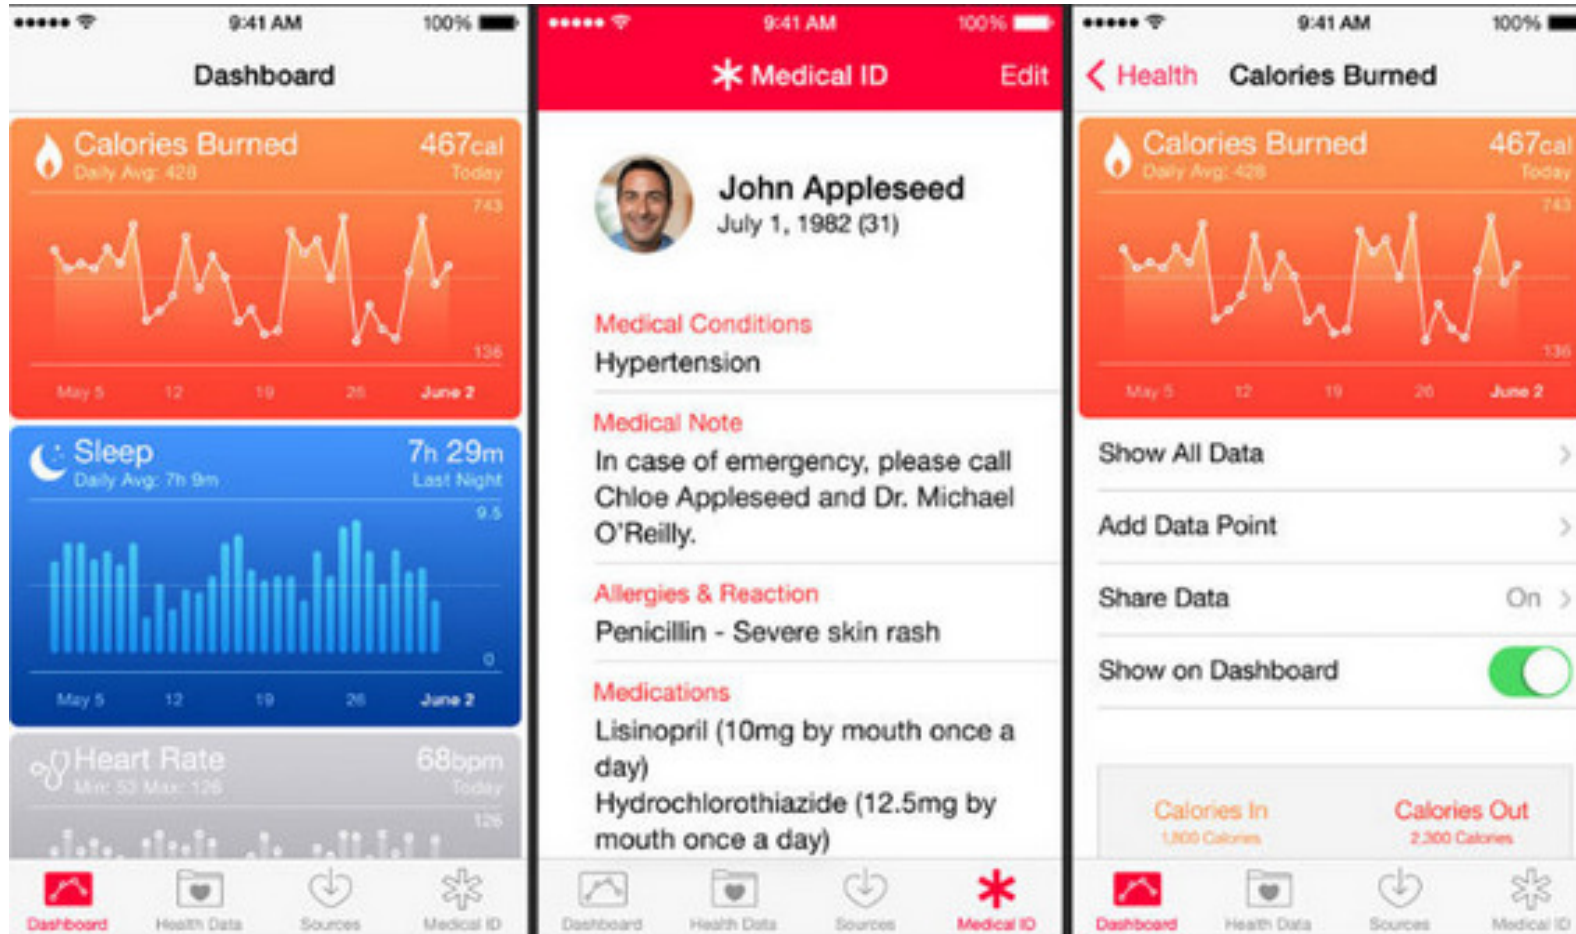 9:41 AM 100%
Dashboard
Calories Burned 467cal
Daily Avg: 428 Today
743
136
May 5 12 19 26 June 2
Sleep 7h 29m
Daily Avg: 7h 9m Last Night
9.5
0
May 5 12 19 26 June 2
Heart Rate 68bpm
Min: 53 Max: 126 Today
126
Dashboard Health Data Sources Medical ID
9:41 AM 100%
Medical ID Edit
John Appleseed
July 1, 1982 (31)
Medical Conditions
Hypertension
Medical Note
In case of emergency, please call
Chloe Appleseed and Dr. Michael
O'Reilly.
Allergies & Reaction
Penicillin - Severe skin rash
Medications
Lisinopril (10mg by mouth once a
day)
Hydrochlorothiazide (12.5mg by
mouth once a day)
Dashboard Health Data Sources Medical ID
9:41 AM 100%
Health Calories Burned
Calories Burned 467cal
Daily Avg: 428 Today
743
136
May 5 12 19 26 June 2
Show All Data
Add Data Point
Share Data On
Show on Dashboard
Calories In Calories Out
1,800 Calories 2,300 Calories
Dashboard Health Data Sources Medical ID